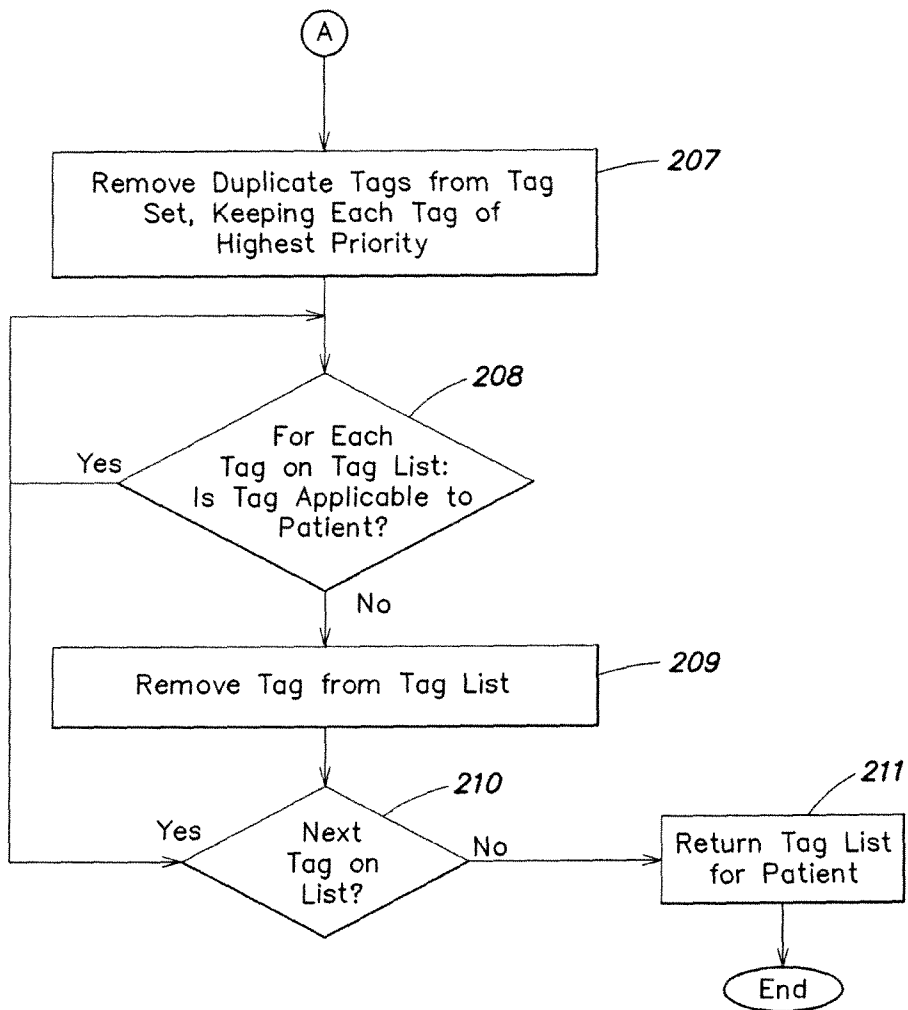 A
207
Remove Duplicate Tags from Tag
Set, Keeping Each Tag of
Highest Priority
208
For Each
Tag on Tag List:
Is Tag Applicable to
Patient?
Yes
No
209
Remove Tag from Tag List
210
Yes
Next
Tag on
List?
No
211
Return Tag List
for Patient
End